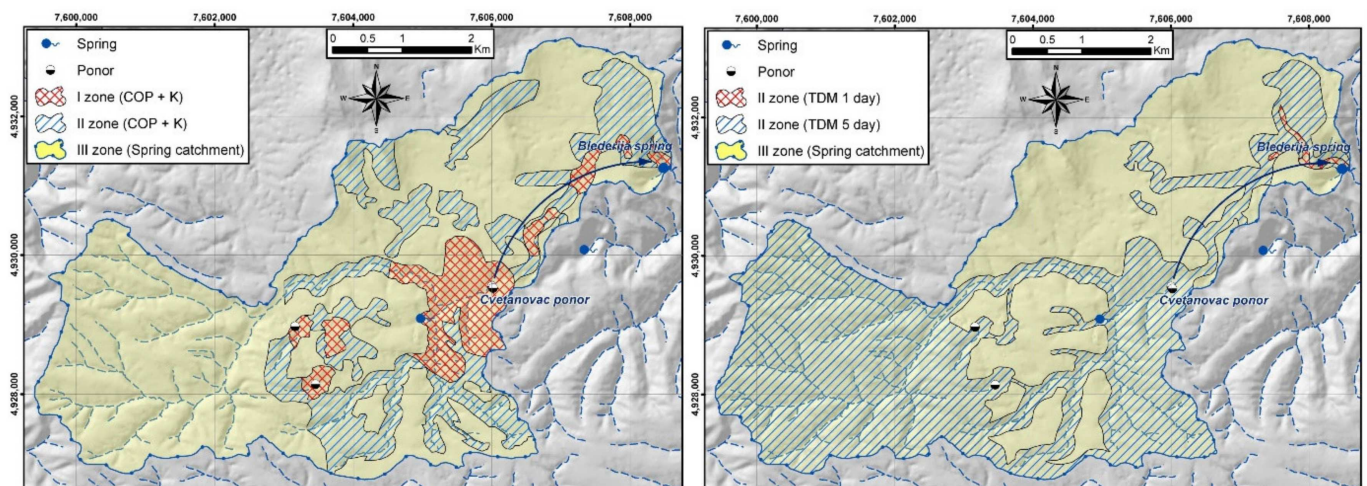 7,600,000 7,602,000 7,604,000 7,606,000 7,608,000
4,932,000
4,930,000
4,928,000
Spring
Ponor
I zone (COP + K)
II zone (COP + K)
III zone (Spring catchment)
0 0.5 1 2
Km
N
W E
S
Blederija spring
Cvetanovac ponor
7,600,000 7,602,000 7,604,000 7,606,000 7,608,000
4,932,000
4,930,000
4,928,000
Spring
Ponor
II zone (TDM 1 day)
II zone (TDM 5 day)
III zone (Spring catchment)
0 0.5 1 2
Km
N
W E
S
Blederija spring
Cvetanovac ponor